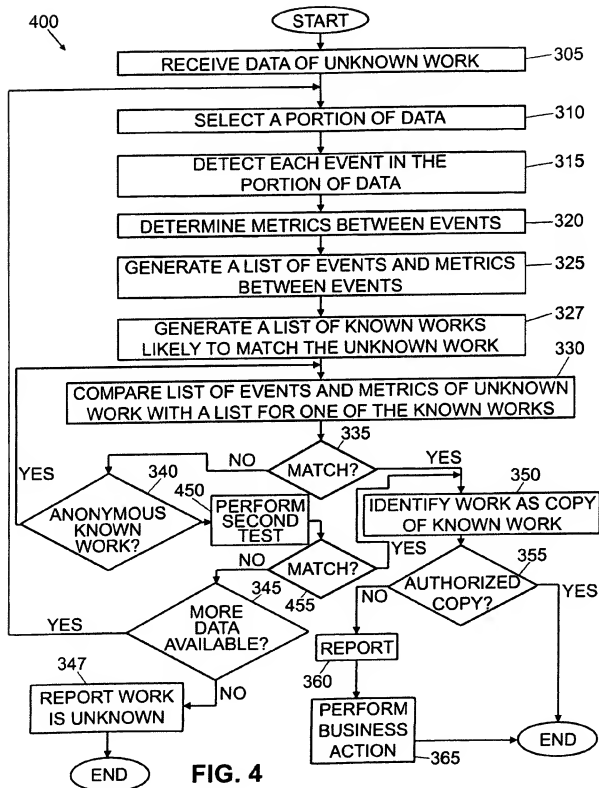 400
START
RECEIVE DATA OF UNKNOWN WORK
305
SELECT A PORTION OF DATA
310
DETECT EACH EVENT IN THE
PORTION OF DATA
315
DETERMINE METRICS BETWEEN EVENTS
320
GENERATE A LIST OF EVENTS AND METRICS
BETWEEN EVENTS
325
GENERATE A LIST OF KNOWN WORKS
LIKELY TO MATCH THE UNKNOWN WORK
327
330
COMPARE LIST OF EVENTS AND METRICS OF UNKNOWN
WORK WITH A LIST FOR ONE OF THE KNOWN WORKS
335
MATCH?
NO
YES
YES
340
ANONYMOUS
KNOWN
WORK?
450
PERFORM
SECOND
TEST
350
IDENTIFY WORK AS COPY
OF KNOWN WORK
MATCH?
455
NO
YES
355
AUTHORIZED
COPY?
NO
YES
345
MORE
DATA
AVAILABLE?
YES
NO
REPORT
360
347
REPORT WORK
IS UNKNOWN
PERFORM
BUSINESS
ACTION
365
END
END
FIG. 4